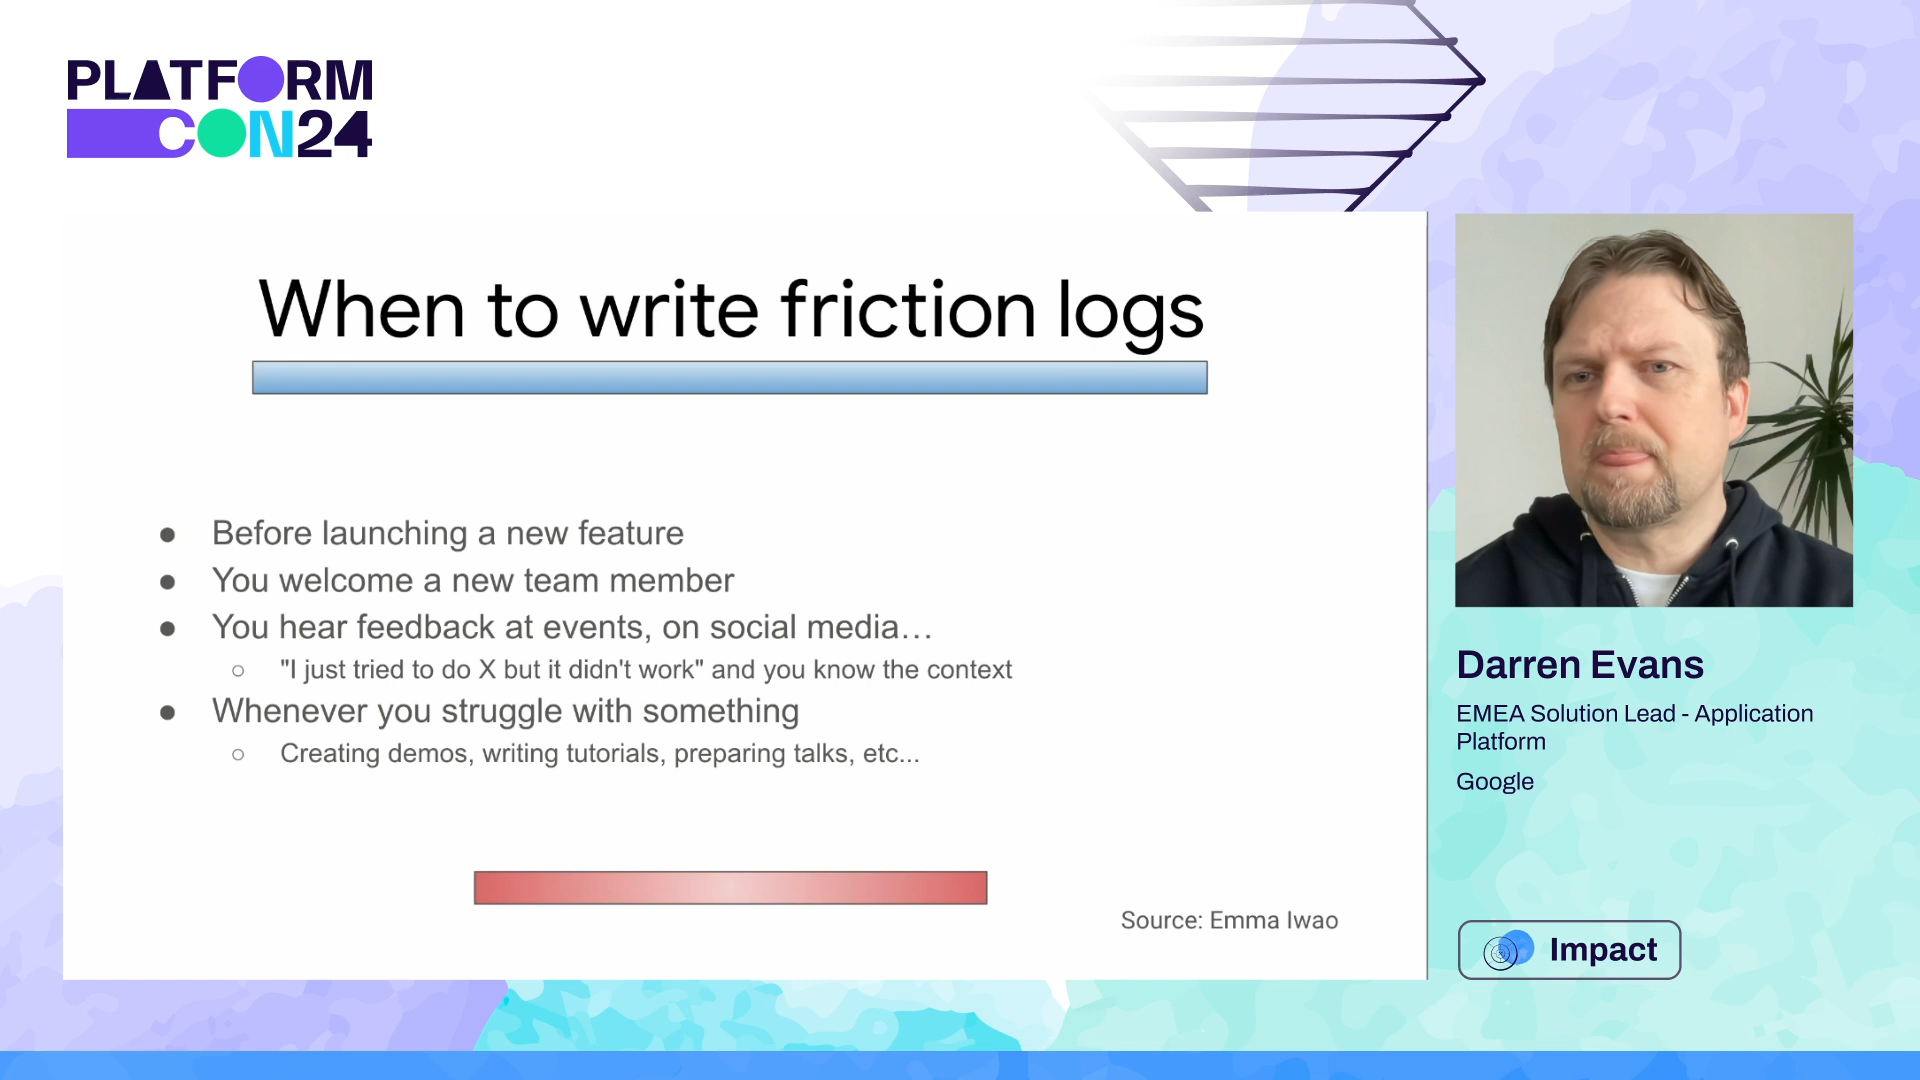 PLATFORM
CON24
When to write friction logs
● Before launching a new feature
● You welcome a new team member
● You hear feedback at events, on social media…
○ "I just tried to do X but it didn't work" and you know the context
● Whenever you struggle with something
○ Creating demos, writing tutorials, preparing talks, etc...
Source: Emma Iwao
Darren Evans
EMEA Solution Lead - Application
Platform
Google
Impact